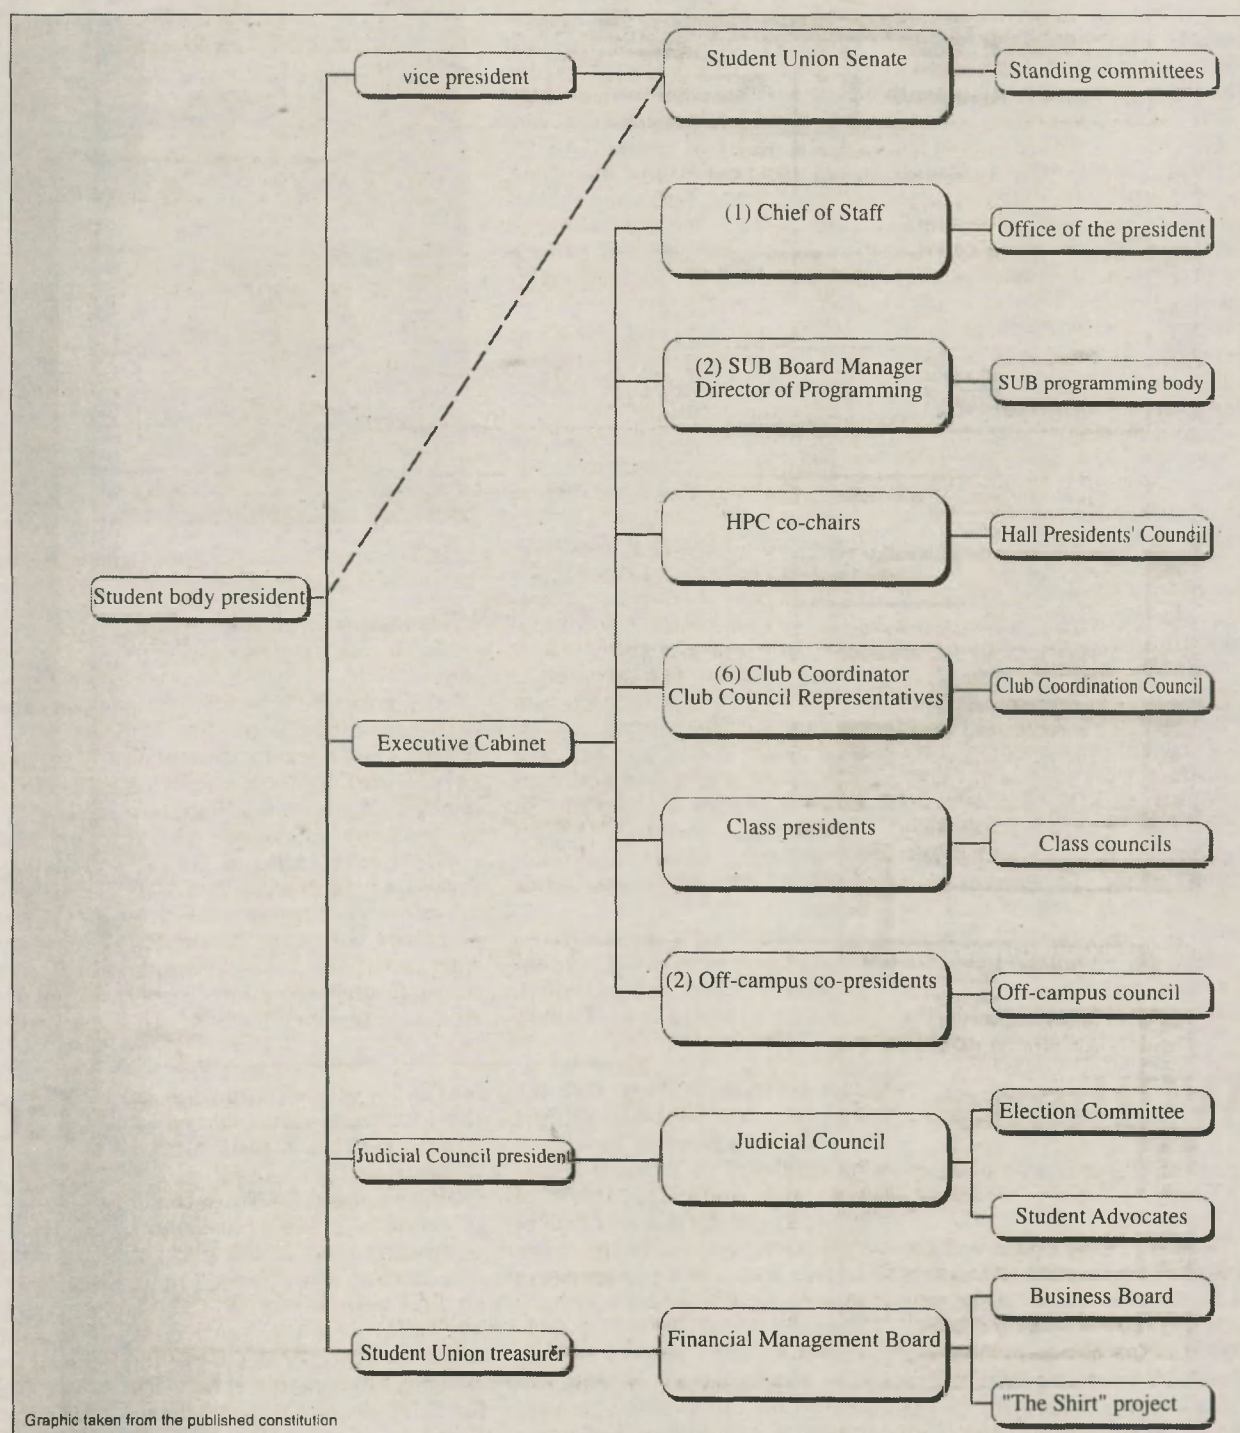 vice president
Student Union Senate
Standing committees
(1) Chief of Staff
Office of the president
(2) SUB Board Manager
Director of Programming
SUB programming body
HPC co-chairs
Hall Presidents' Council
Student body president
(6) Club Coordinator
Club Council Representatives
Club Coordination Council
Executive Cabinet
Class presidents
Class councils
(2) Off-campus co-presidents
Off-campus council
Judicial Council president
Judicial Council
Election Committee
Student Advocates
Student Union treasurer
Financial Management Board
Business Board
"The Shirt" project
Graphic taken from the published constitution